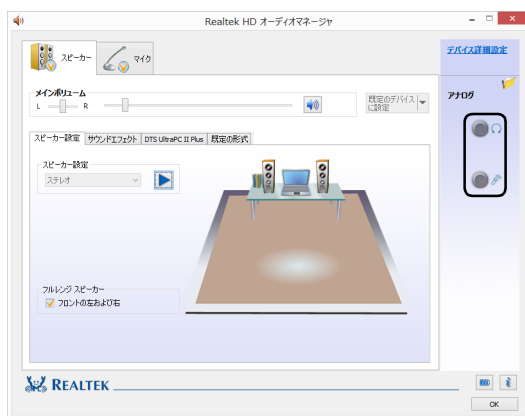 Realtek HD オーディオマネージャ
スピーカー
マイク
デバイス詳細設定
メインボリューム
L
R
既定のデバイス
に設定
アナログ
スピーカー設定
サウンドエフェクト
DTS UltraPC II Plus
既定の形式
スピーカー設定
ステレオ
フルレンジ スピーカー
フロントの左および右
REALTEK
OK